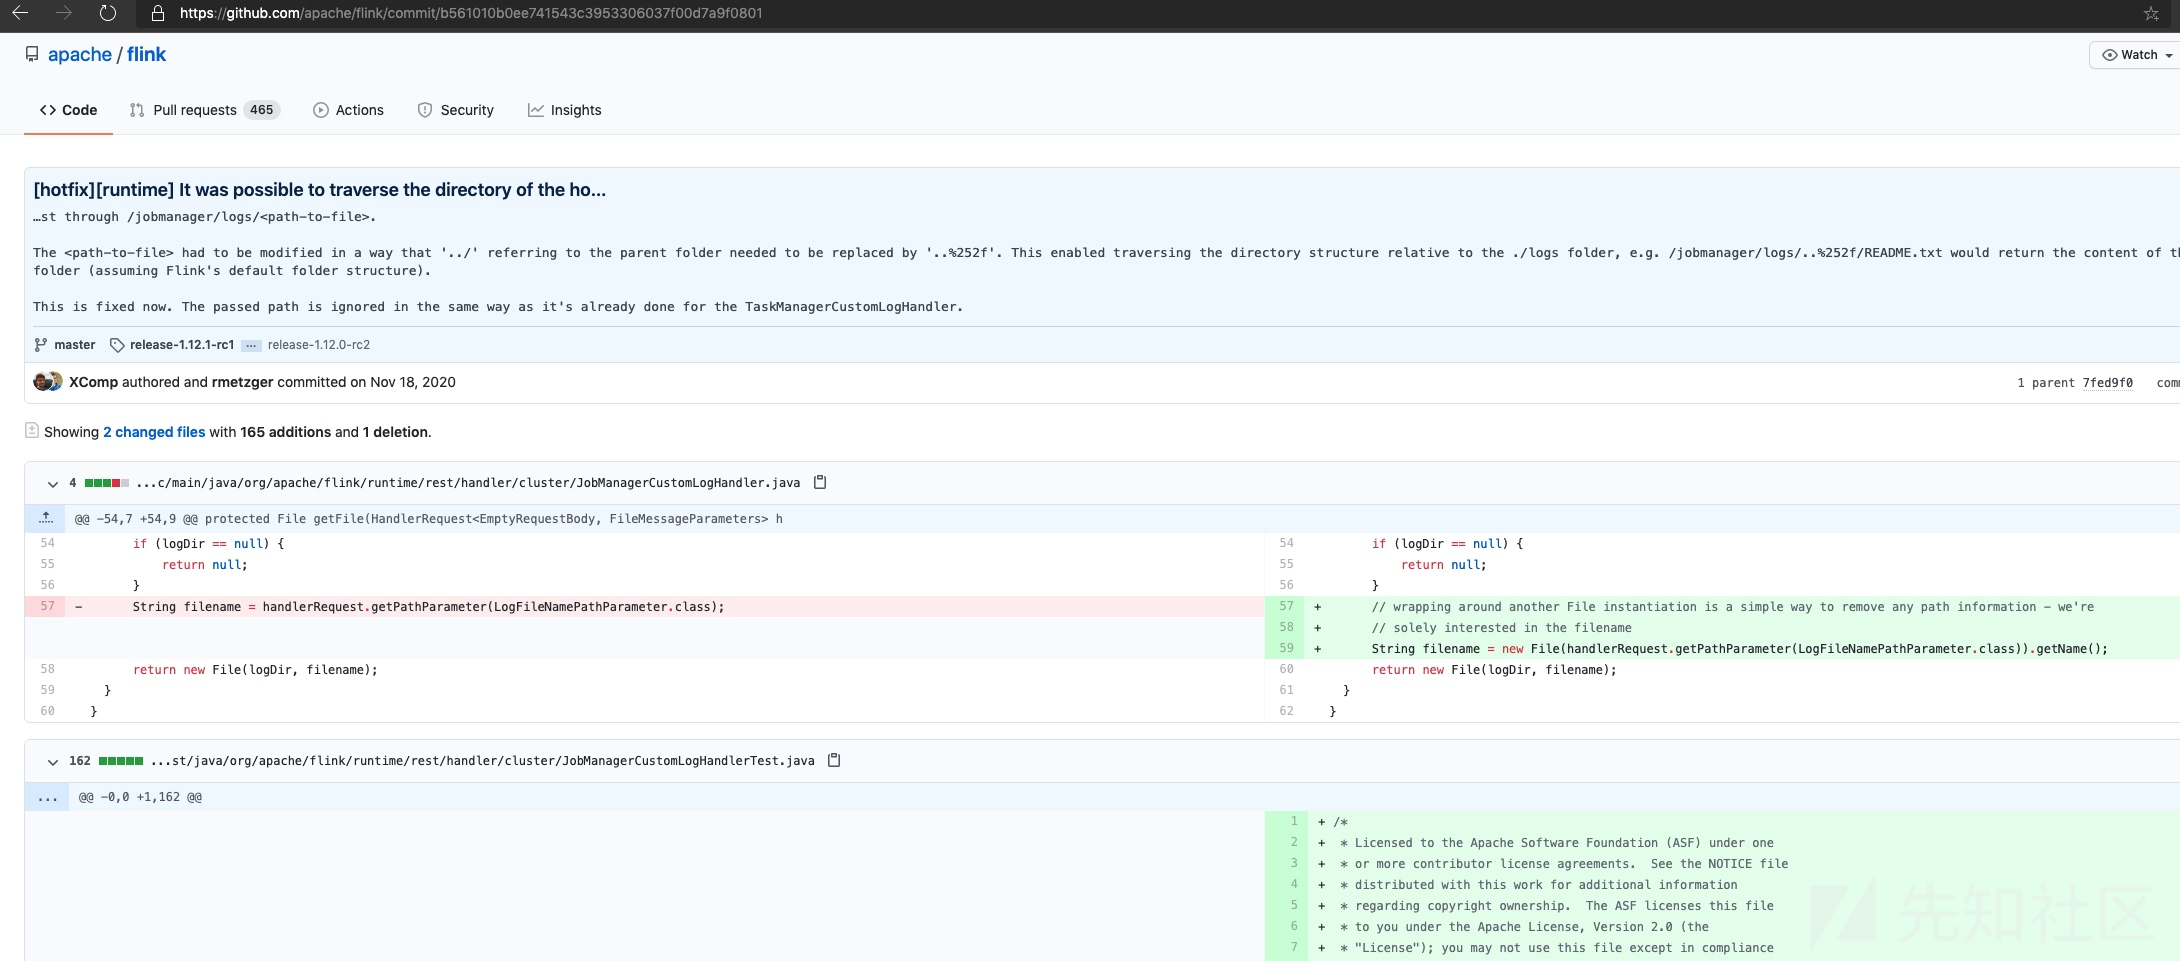 https://github.com/apache/flink/commit/b561010b0ee741543c3953306037f00d7a9f0801
apache / flink
Watch
Code
Pull requests 465
Actions
Security
Insights
[hotfix][runtime] It was possible to traverse the directory of the ho...
…st through /jobmanager/logs/<path-to-file>.
The <path-to-file> had to be modified in a way that '../' referring to the parent folder needed to be replaced by '..%252f'. This enabled traversing the directory structure relative to the ./logs folder, e.g. /jobmanager/logs/..%252f/README.txt would return the content of th
folder (assuming Flink's default folder structure).
This is fixed now. The passed path is ignored in the same way as it's already done for the TaskManagerCustomLogHandler.
master release-1.12.1-rc1 ... release-1.12.0-rc2
XComp authored and rmetzger committed on Nov 18, 2020
1 parent 7fed9f0 com
Showing 2 changed files with 165 additions and 1 deletion.
4 ...c/main/java/org/apache/flink/runtime/rest/handler/cluster/JobManagerCustomLogHandler.java
@@ -54,7 +54,9 @@ protected File getFile(HandlerRequest<EmptyRequestBody, FileMessageParameters> h
54 if (logDir == null) {
55 return null;
56 }
57 - String filename = handlerRequest.getPathParameter(LogFileNamePathParameter.class);
58 return new File(logDir, filename);
59 }
60 }
54 if (logDir == null) {
55 return null;
56 }
57 + // wrapping around another File instantiation is a simple way to remove any path information - we're
58 + // solely interested in the filename
59 + String filename = new File(handlerRequest.getPathParameter(LogFileNamePathParameter.class)).getName();
60 return new File(logDir, filename);
61 }
62 }
162 ...st/java/org/apache/flink/runtime/rest/handler/cluster/JobManagerCustomLogHandlerTest.java
... @@ -0,0 +1,162 @@
1 + /*
2 + * Licensed to the Apache Software Foundation (ASF) under one
3 + * or more contributor license agreements.  See the NOTICE file
4 + * distributed with this work for additional information
5 + * regarding copyright ownership.  The ASF licenses this file
6 + * to you under the Apache License, Version 2.0 (the
7 + * "License"); you may not use this file except in compliance
先知社区